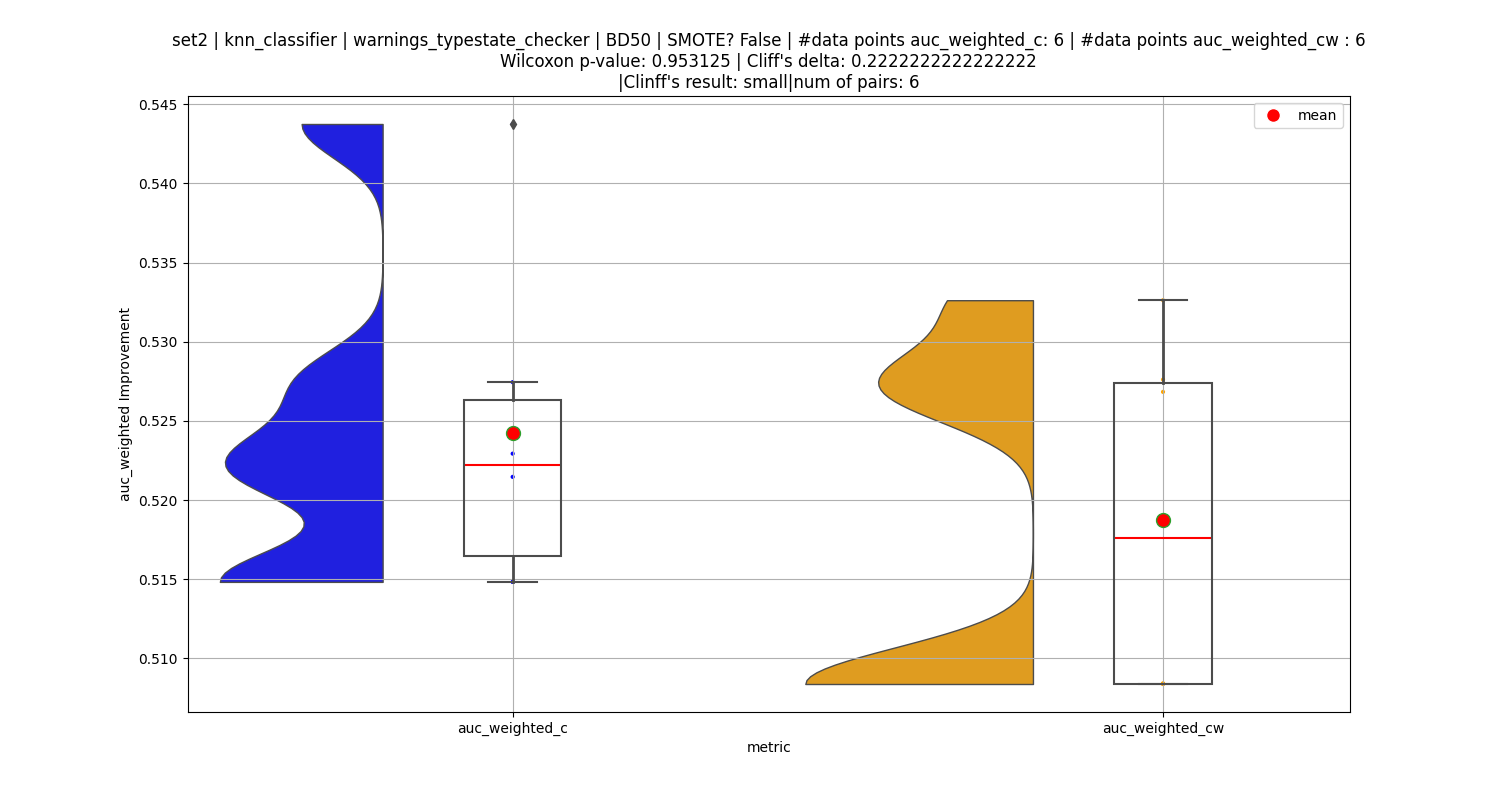 set2 | knn_classifier | warnings_typestate_checker | BD50 | SMOTE? False | #data points auc_weighted_c: 6 | #data points auc_weighted_cw : 6
Wilcoxon p-value: 0.953125 | Cliff's delta: 0.2222222222222222
|Clinff's result: small|num of pairs: 6
mean
0.545
0.540
0.535
0.530
0.525
0.520
0.515
0.510
auc_weighted Improvement
auc_weighted_c
auc_weighted_cw
metric